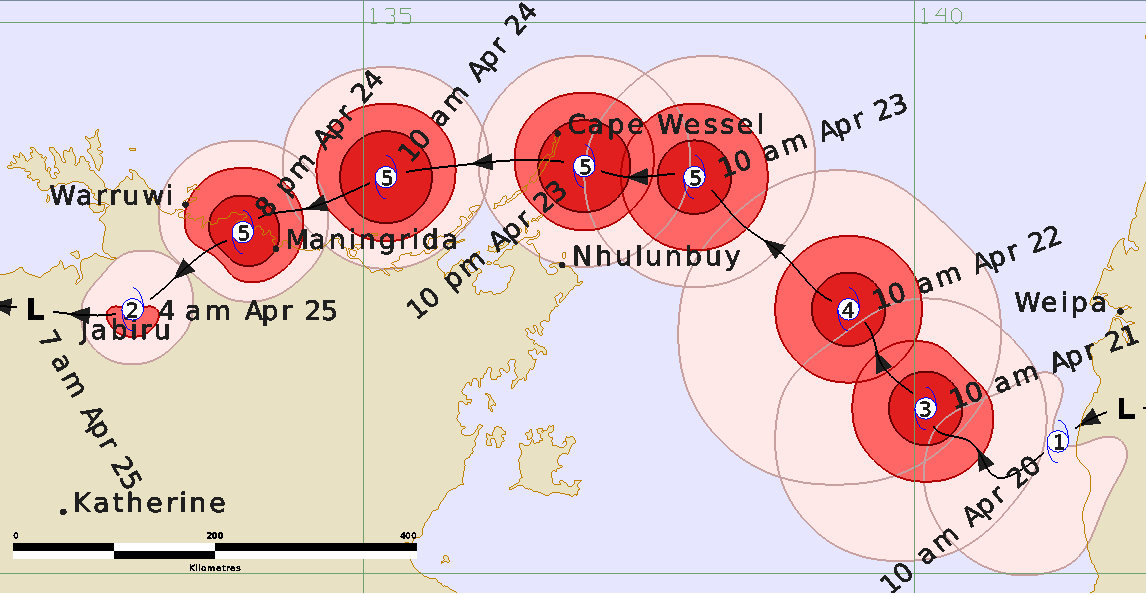 135
140
10 am Apr 24
8 pm Apr 24
Cape Wessel
10 am Apr 23
5
5
5
Warruwi
5
Maningrida
10 pm Apr 23
Nhulunbuy
10 am Apr 22
Weipa
L
2
4 am Apr 25
4
Jabiru
10 am Apr 21
7 am Apr 25
3
L
1
10 am Apr 20
Katherine
0
200
400
Kilometres